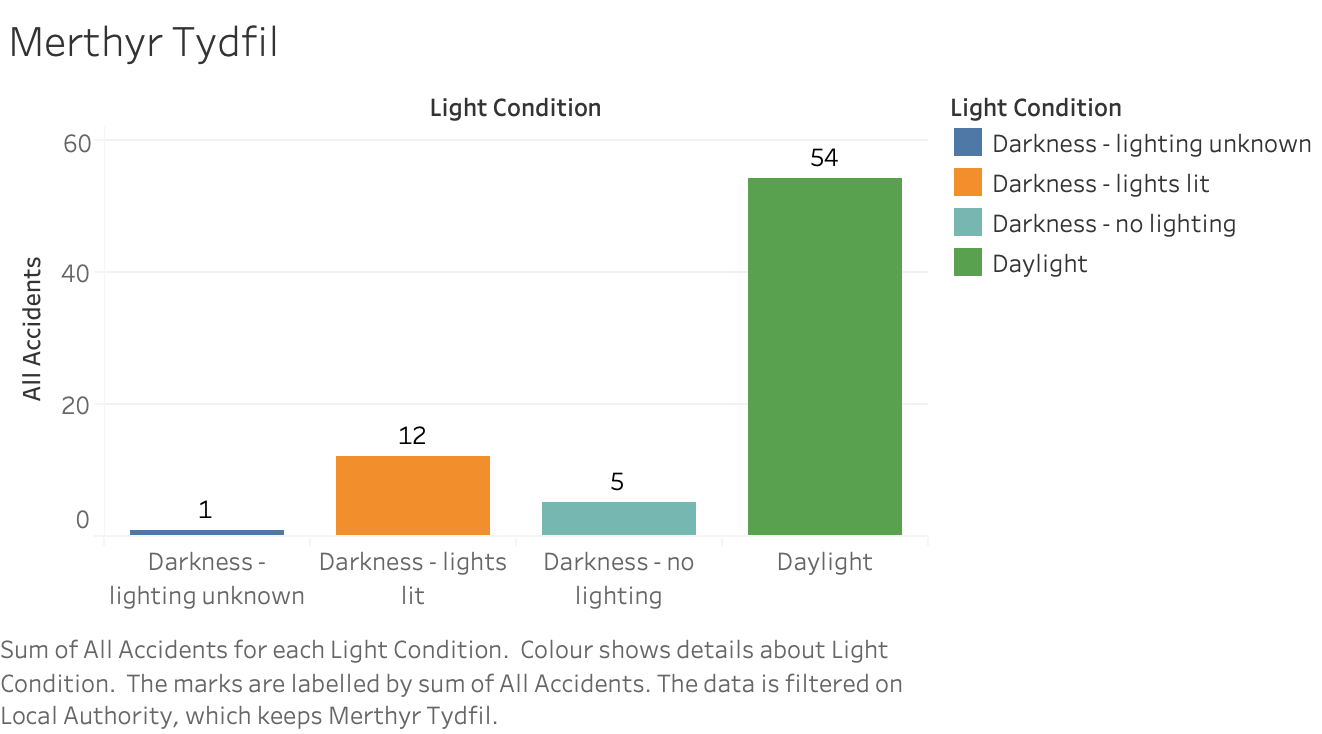 Merthyr Tydfil
Light Condition
60
40
20
0
All Accidents
1
12
5
54
Darkness -
lighting unknown
Darkness - lights
lit
Darkness - no
lighting
Daylight
Light Condition
Darkness - lighting unknown
Darkness - lights lit
Darkness - no lighting
Daylight
Sum of All Accidents for each Light Condition.  Colour shows details about Light
Condition.  The marks are labelled by sum of All Accidents. The data is filtered on
Local Authority, which keeps Merthyr Tydfil.